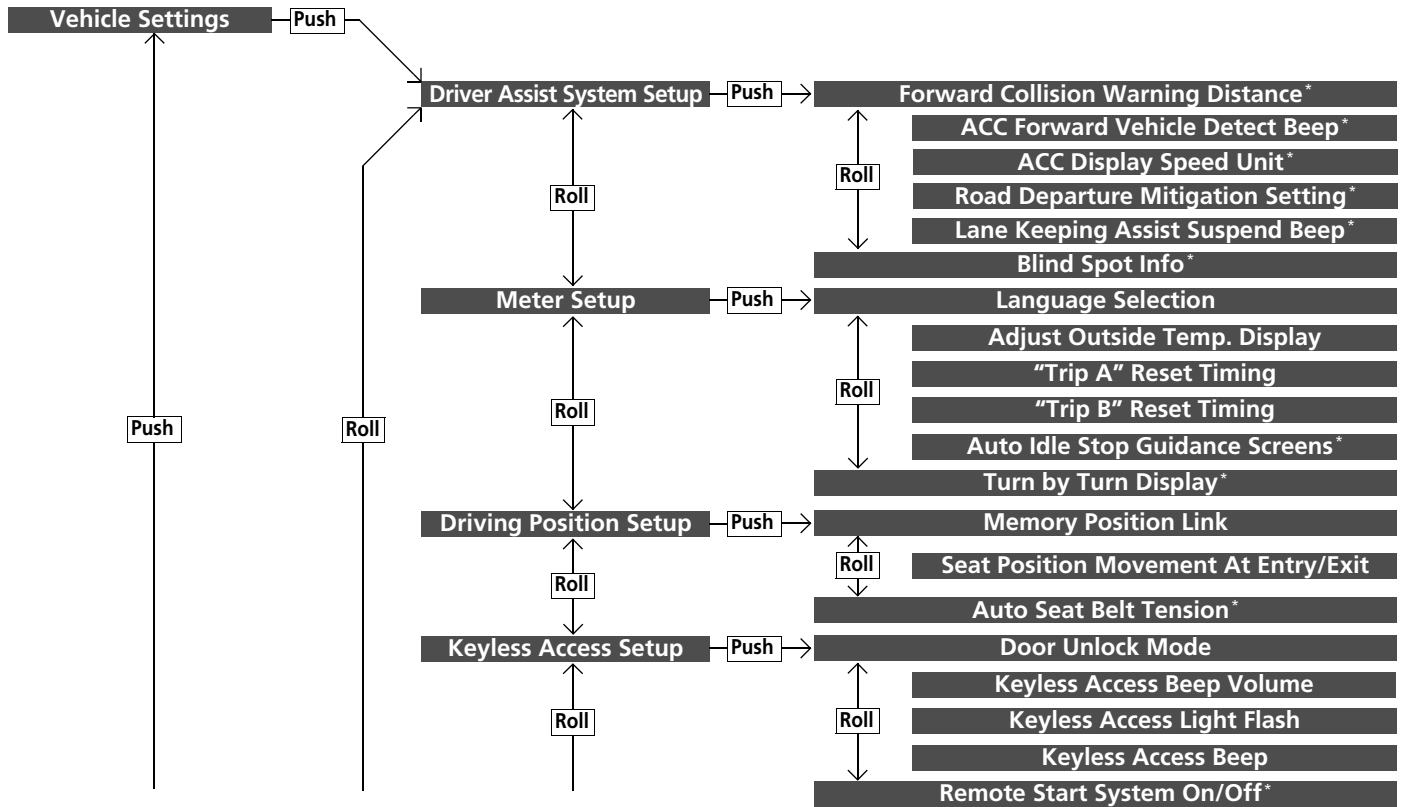 Vehicle Settings
Push
Driver Assist System Setup
Push
Forward Collision Warning Distance*
ACC Forward Vehicle Detect Beep*
ACC Display Speed Unit*
Roll
Roll
Road Departure Mitigation Setting*
Lane Keeping Assist Suspend Beep*
Blind Spot Info*
Meter Setup
Push
Language Selection
Adjust Outside Temp. Display
“Trip A” Reset Timing
Roll
Roll
“Trip B” Reset Timing
Push
Roll
Auto Idle Stop Guidance Screens*
Turn by Turn Display*
Driving Position Setup
Push
Memory Position Link
Roll
Roll
Seat Position Movement At Entry/Exit
Auto Seat Belt Tension*
Keyless Access Setup
Push
Door Unlock Mode
Keyless Access Beep Volume
Roll
Roll
Keyless Access Light Flash
Keyless Access Beep
Remote Start System On/Off*